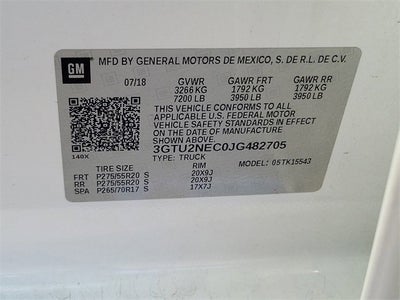 GM
MFD BY GENERAL MOTORS DE MEXICO, S. DE R.L. DE C.V.
07/18 GVWR GAWR FRT GAWR RR
3266 KG 1792 KG 1792 KG
7200 LB 3950 LB 3950 LB
THIS VEHICLE CONFORMS TO ALL
APPLICABLE U.S. FEDERAL MOTOR
VEHICLE SAFETY STANDARDS IN
EFFECT ON THE DATE OF MANUFACTURE
SHOWN ABOVE.
3GTU2NEC0JG482705
140X TYPE: TRUCK MODEL: 05TK15543
TIRE SIZE RIM
FRT P275/55R20 S 20X9J
RR P275/55R20 S 20X9J
SPA P265/70R17 S 17X7J